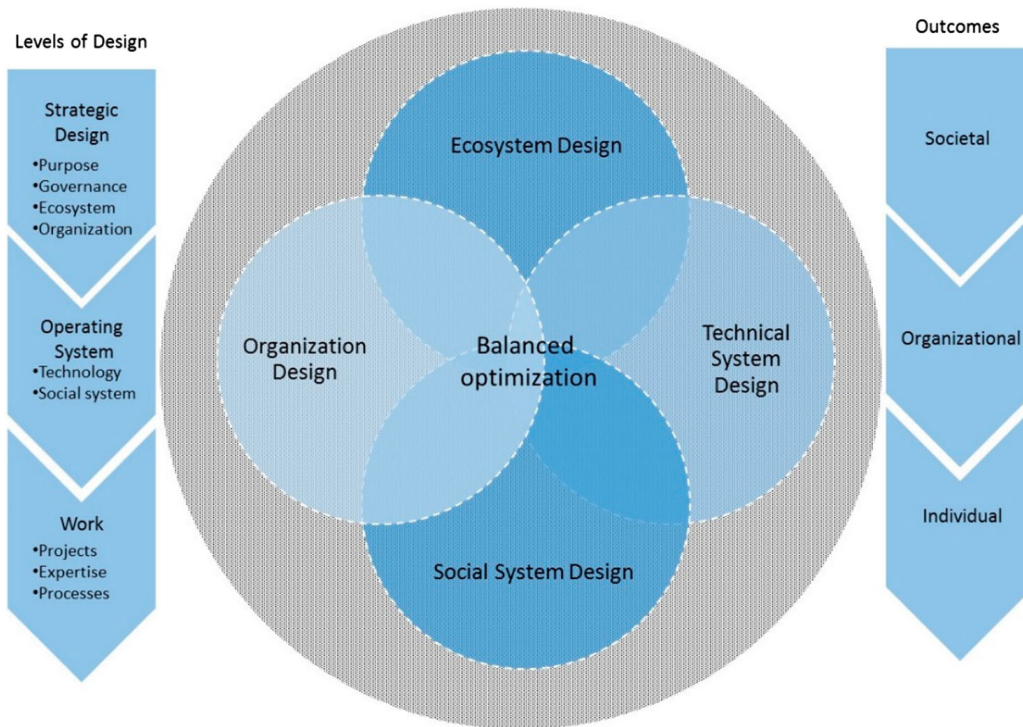 Levels of Design
Strategic
Design
•Purpose
•Governance
•Ecosystem
•Organization
Operating
System
•Technology
•Social system
Work
•Projects
•Expertise
•Processes
Ecosystem Design
Organization
Design
Balanced
optimization
Technical
System
Design
Social System Design
Outcomes
Societal
Organizational
Individual